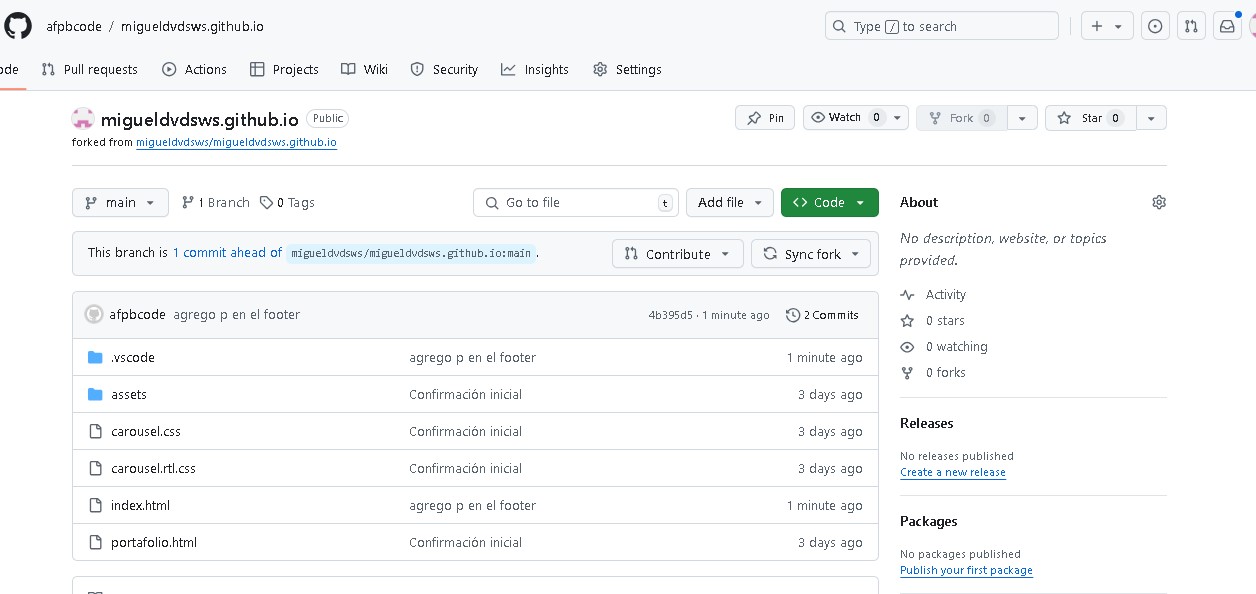 afpbcode / migueldvdsws.github.io
Type / to search
ode Pull requests Actions Projects Wiki Security Insights Settings
migueldvdsws.github.io Public
Pin Watch 0 Fork 0 Star 0
forked from migueldvdsws/migueldvdsws.github.io
main 1 Branch 0 Tags
Go to file t
Add file
Code
This branch is 1 commit ahead of migueldvdsws/migueldvdsws.github.io:main .
Contribute
Sync fork
afpbcode agrego p en el footer 4b395d5 · 1 minute ago 2 Commits
.vscode agrego p en el footer 1 minute ago
assets Confirmación inicial 3 days ago
carousel.css Confirmación inicial 3 days ago
carousel.rtl.css Confirmación inicial 3 days ago
index.html agrego p en el footer 1 minute ago
portafolio.html Confirmación inicial 3 days ago
About
No description, website, or topics
provided.
Activity
0 stars
0 watching
0 forks
Releases
No releases published
Create a new release
Packages
No packages published
Publish your first package